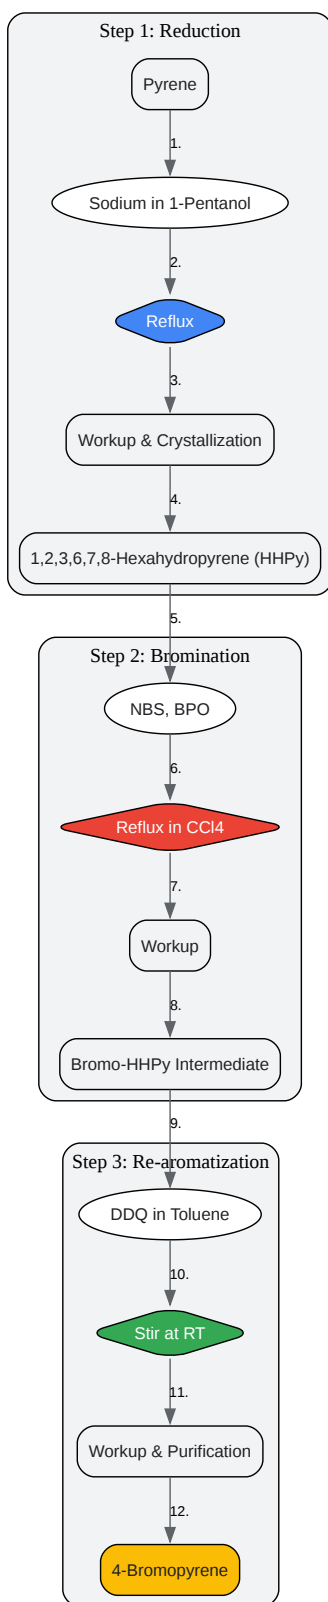 Step 1: Reduction
Pyrene
1.
Sodium in 1-Pentanol
2.
Reflux
3.
Workup & Crystallization
4.
1,2,3,6,7,8-Hexahydropyrene (HHPy)
5.
Step 2: Bromination
NBS, BPO
6.
Reflux in CCl4
7.
Workup
8.
Bromo-HHPy Intermediate
9.
Step 3: Re-aromatization
DDQ in Toluene
10.
Stir at RT
11.
Workup & Purification
12.
4-Bromopyrene